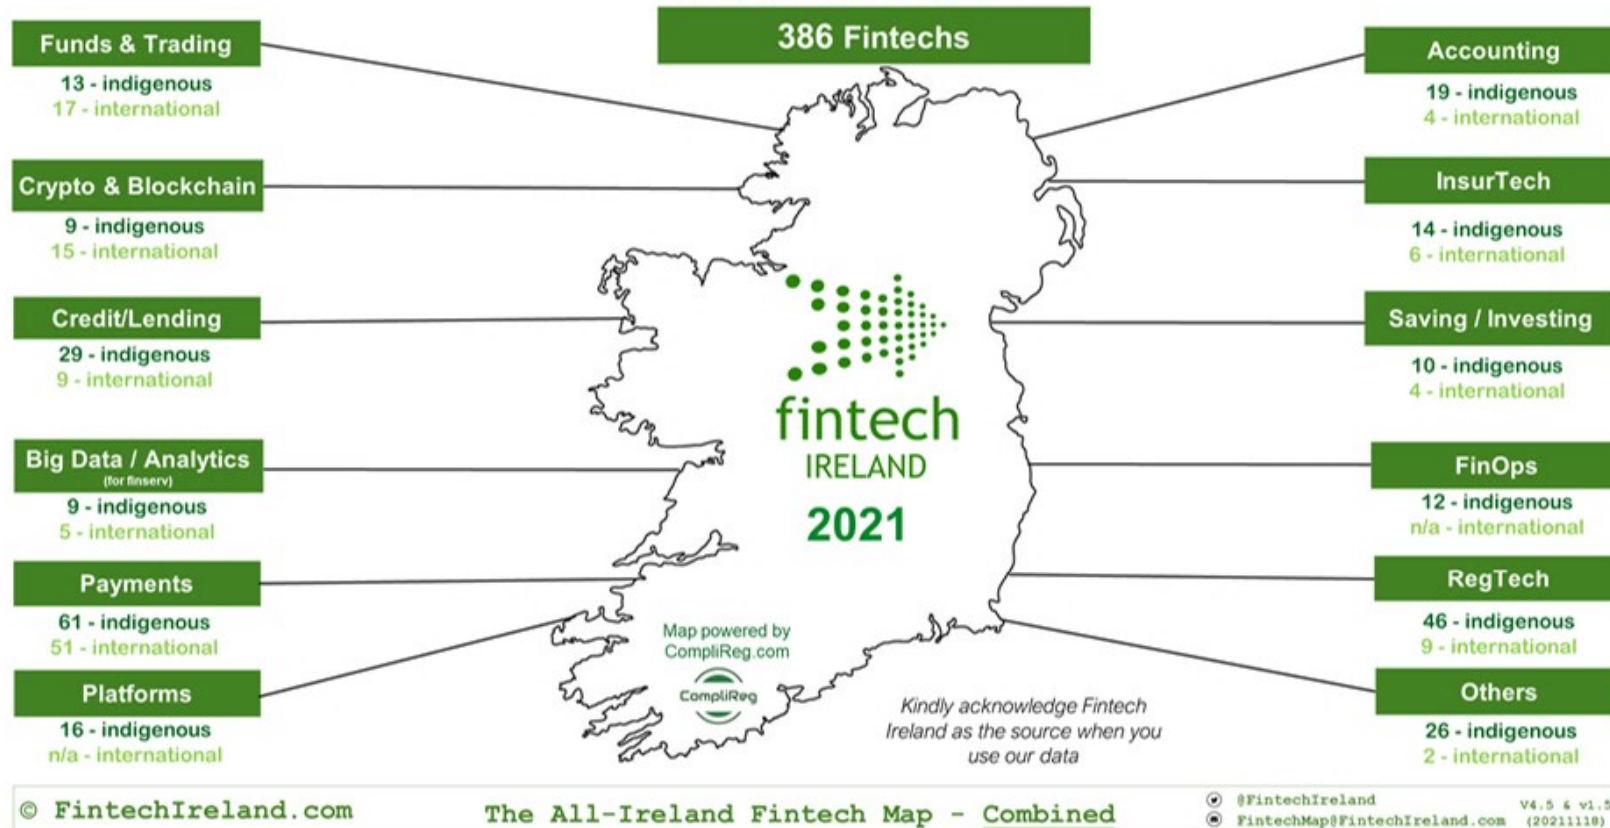 386 Fintechs
Funds & Trading
13 - indigenous
17 - international
Crypto & Blockchain
9 - indigenous
15 - international
Credit/Lending
29 - indigenous
9 - international
Big Data / Analytics
(for finserv)
9 - indigenous
5 - international
Payments
61 - indigenous
51 - international
Platforms
16 - indigenous
n/a - international
fintech
IRELAND
2021
Map powered by
CompliReg.com
CompliReg
Kindly acknowledge Fintech
Ireland as the source when you
use our data
Accounting
19 - indigenous
4 - international
InsurTech
14 - indigenous
6 - international
Saving / Investing
10 - indigenous
4 - international
FinOps
12 - indigenous
n/a - international
RegTech
46 - indigenous
9 - international
Others
26 - indigenous
2 - international
© FintechIreland.com
The All-Ireland Fintech Map - Combined
@FintechIreland
FintechMap@FintechIreland.com
V4.5 & v1.5
(20211118)